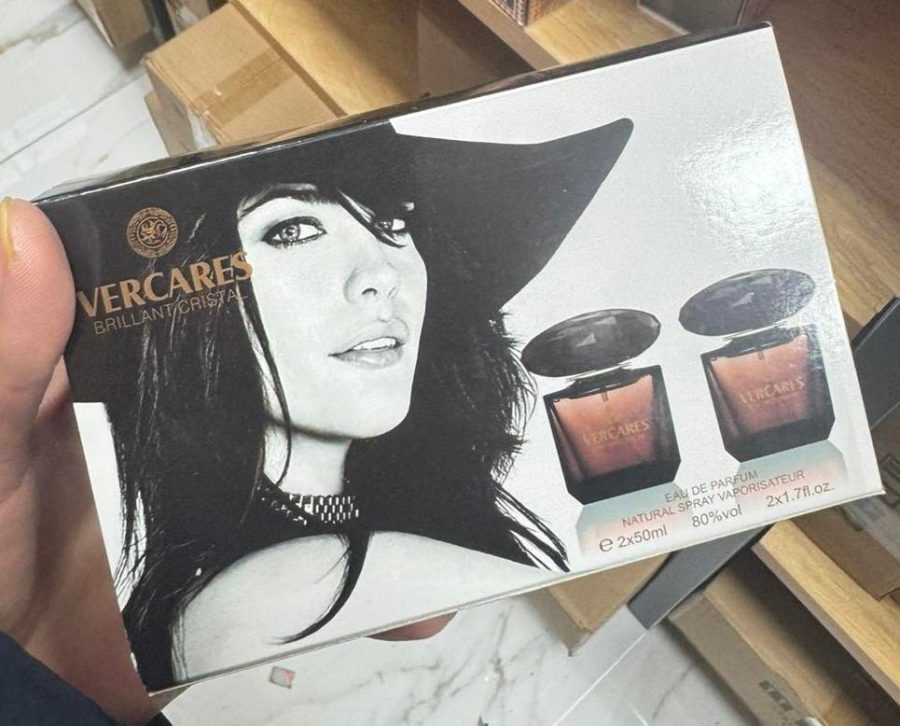 VERCARES
BRILLANT CRISTAL
VERCARES
VERCARES
EAU DE PARFUM
NATURAL SPRAY VAPORISATEUR
e 2x50ml 80%vol 2x1.7fl.oz.